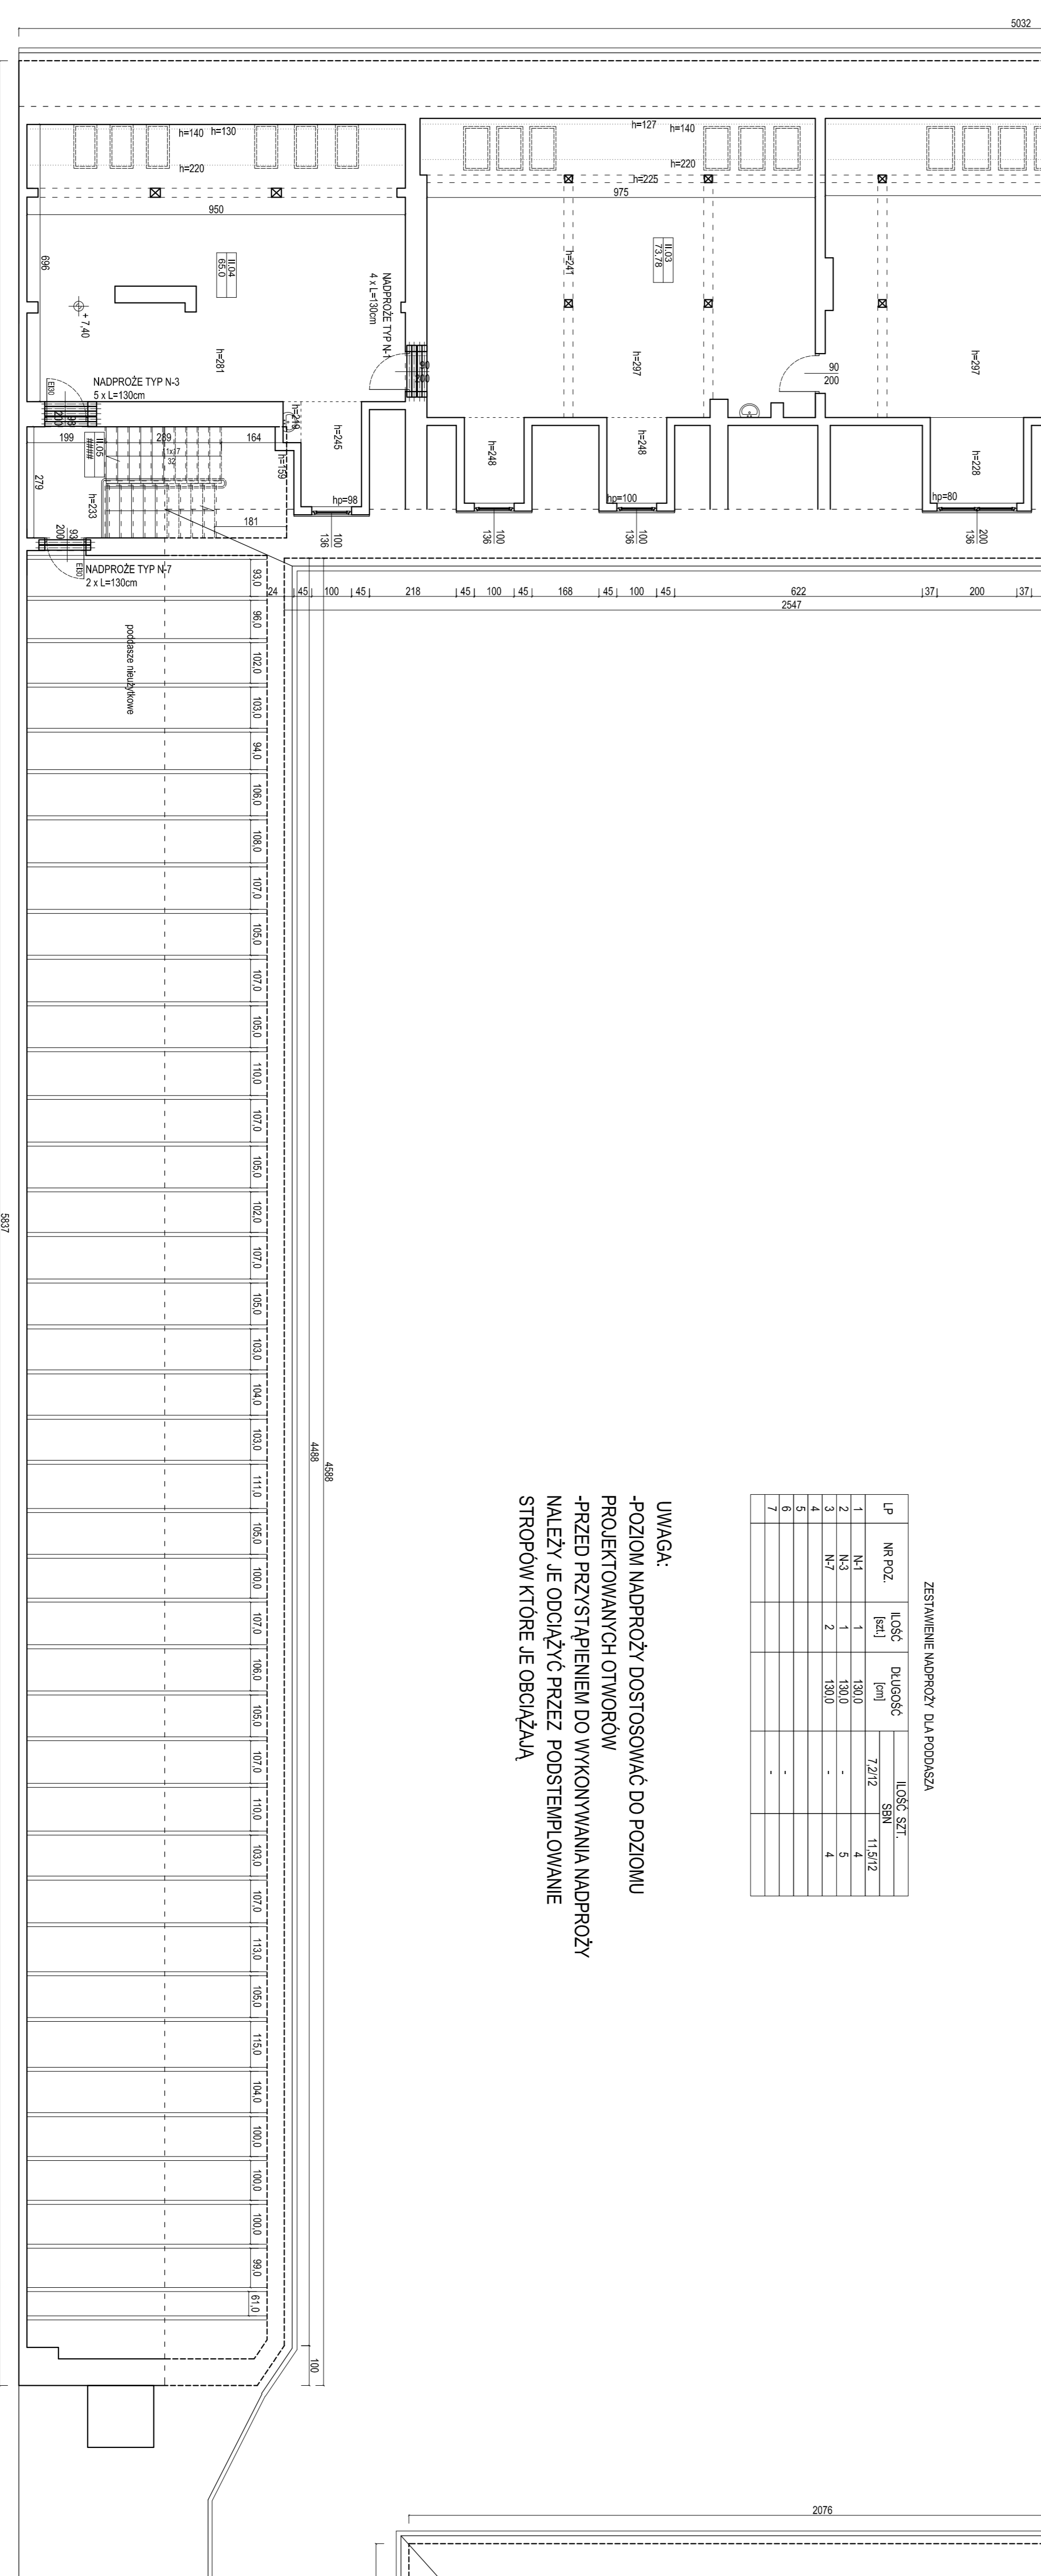 5032
h=140
h=130
h=220
950
696
II.04
65.0
+ 7,40
h=281
NADPROŻE TYP N-1
4 x L=130cm
90
200
NADPROŻE TYP N-3
5 x L=130cm
EI30
93
200
h=127
h=140
h=220
h=225
975
h=241
II.03
73.78
h=297
90
200
h=297
199
289
164
II.05
####
1x17
32
279
h=233
181
h=219
h=159
h=245
hp=98
100
136
h=248
100
136
h=248
hp=100
100
136
h=228
hp=80
200
136
93
200
EI30
NADPROŻE TYP N-7
2 x L=130cm
24
45
100
45
218
45
100
45
168
45
100
45
622
37
200
37
2547
poddasze nieużytkowe
93,0
96,0
102,0
103,0
94,0
106,0
108,0
107,0
105,0
107,0
105,0
110,0
107,0
105,0
102,0
107,0
105,0
103,0
104,0
103,0
111,0
105,0
100,0
107,0
106,0
105,0
107,0
110,0
103,0
107,0
113,0
105,0
115,0
104,0
100,0
100,0
100,0
99,0
61,0
5837
4488
4588
100
ZESTAWIENIE NADPROŻY DLA PODDASZA
LP NR POZ. ILOŚĆ [szt.] DŁUGOŚĆ [cm] ILOŚĆ SZT.
SBN
7,2/12 11,5/12
1 N-1 1 130,0 4
2 N-3 1 130,0 - 5
3 N-7 2 130,0 - 4
4
5
6 -
7 -
UWAGA:
-POZIOM NADPROŻY DOSTOSOWAĆ DO POZIOMU
PROJEKTOWANYCH OTWORÓW
-PRZED PRZYSTĄPIENIEM DO WYKONYWANIA NADPROŻY
NALEŻY JE ODCIĄŻYĆ PRZEZ PODSTEMPLOWANIE
STROPÓW KTÓRE JE OBCIĄŻAJĄ
2076